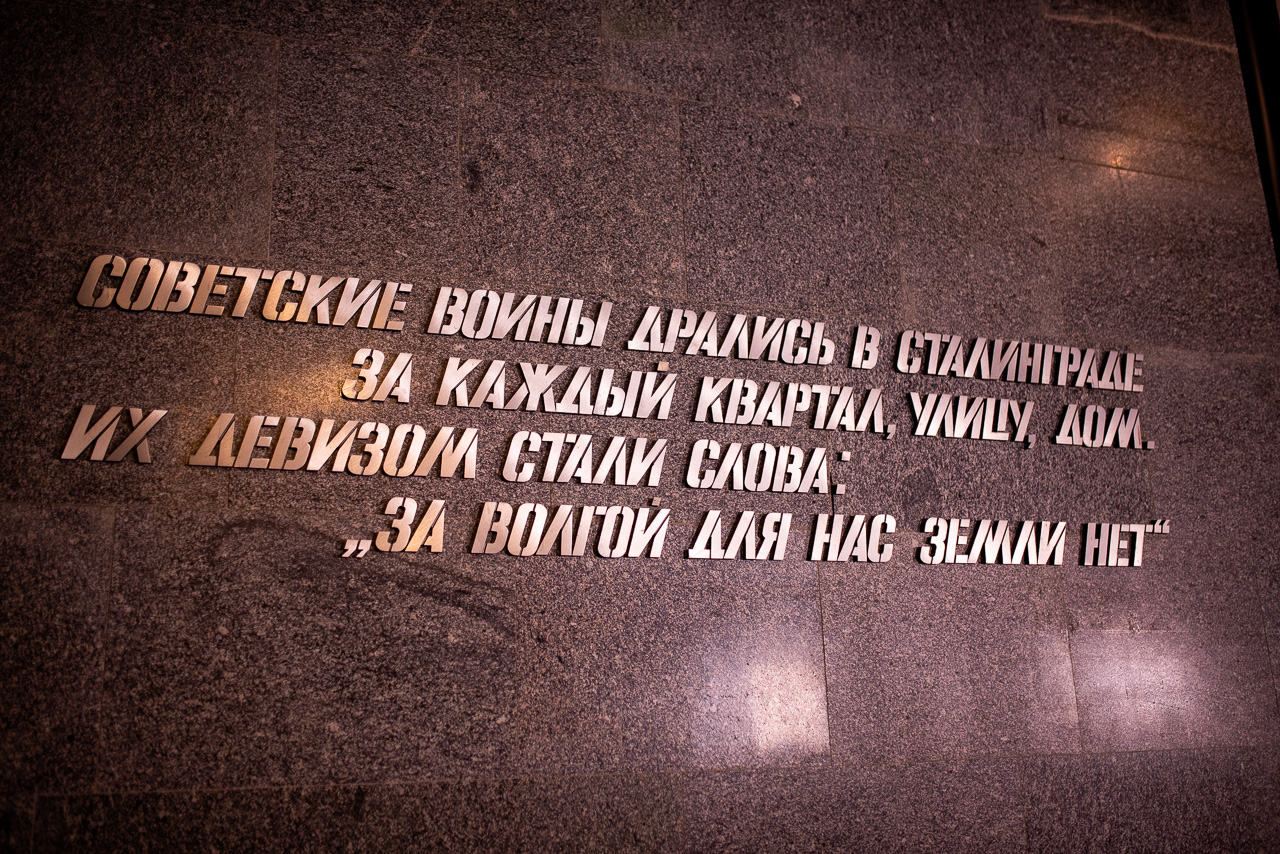 СОВЕТСКИЕ ВОИНЫ ДРАЛИСЬ В СТАЛИНГРАДЕ
ЗА КАЖДЫЙ КВАРТАЛ, УЛИЦУ, ДОМ.
ИХ ДЕВИЗОМ СТАЛИ СЛОВА:
„ЗА ВОЛГОЙ ДЛЯ НАС ЗЕМЛИ НЕТ“